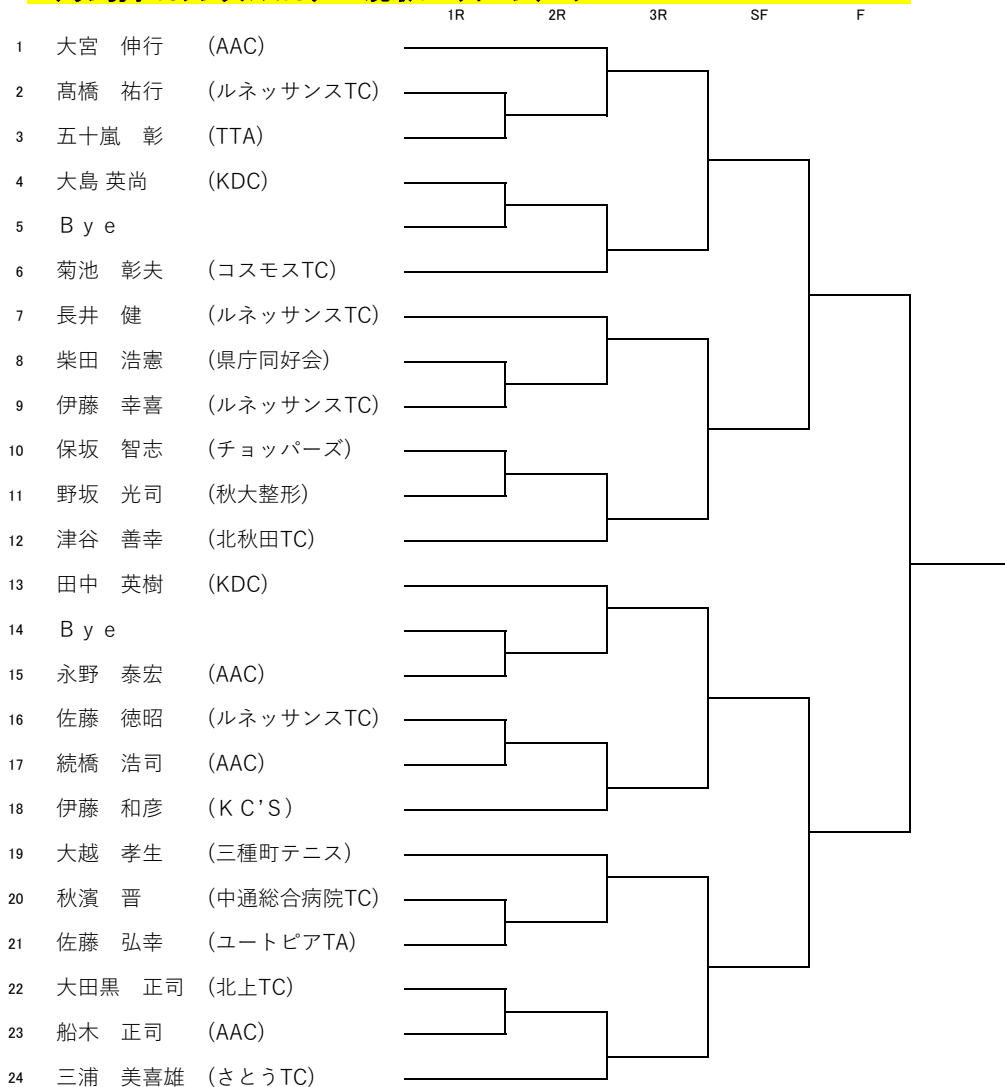 1R 2R 3R SF F
1 大宮　伸行 (AAC)
2 髙橋　祐行 (ルネッサンスTC)
3 五十嵐　彰 (TTA)
4 大島 英尚 (KDC)
5 Ｂｙｅ
6 菊池　彰夫 (コスモスTC)
7 長井　健 (ルネッサンスTC)
8 柴田　浩憲 (県庁同好会)
9 伊藤　幸喜 (ルネッサンスTC)
10 保坂　智志 (チョッパーズ)
11 野坂　光司 (秋大整形)
12 津谷　善幸 (北秋田TC)
13 田中　英樹 (KDC)
14 Ｂｙｅ
15 永野　泰宏 (AAC)
16 佐藤　徳昭 (ルネッサンスTC)
17 続橋　浩司 (AAC)
18 伊藤　和彦 (ＫＣ’Ｓ)
19 大越　孝生 (三種町テニス)
20 秋濱　晋 (中通総合病院TC)
21 佐藤　弘幸 (ユートピアTA)
22 大田黒　正司 (北上TC)
23 船木　正司 (AAC)
24 三浦　美喜雄 (さとうTC)